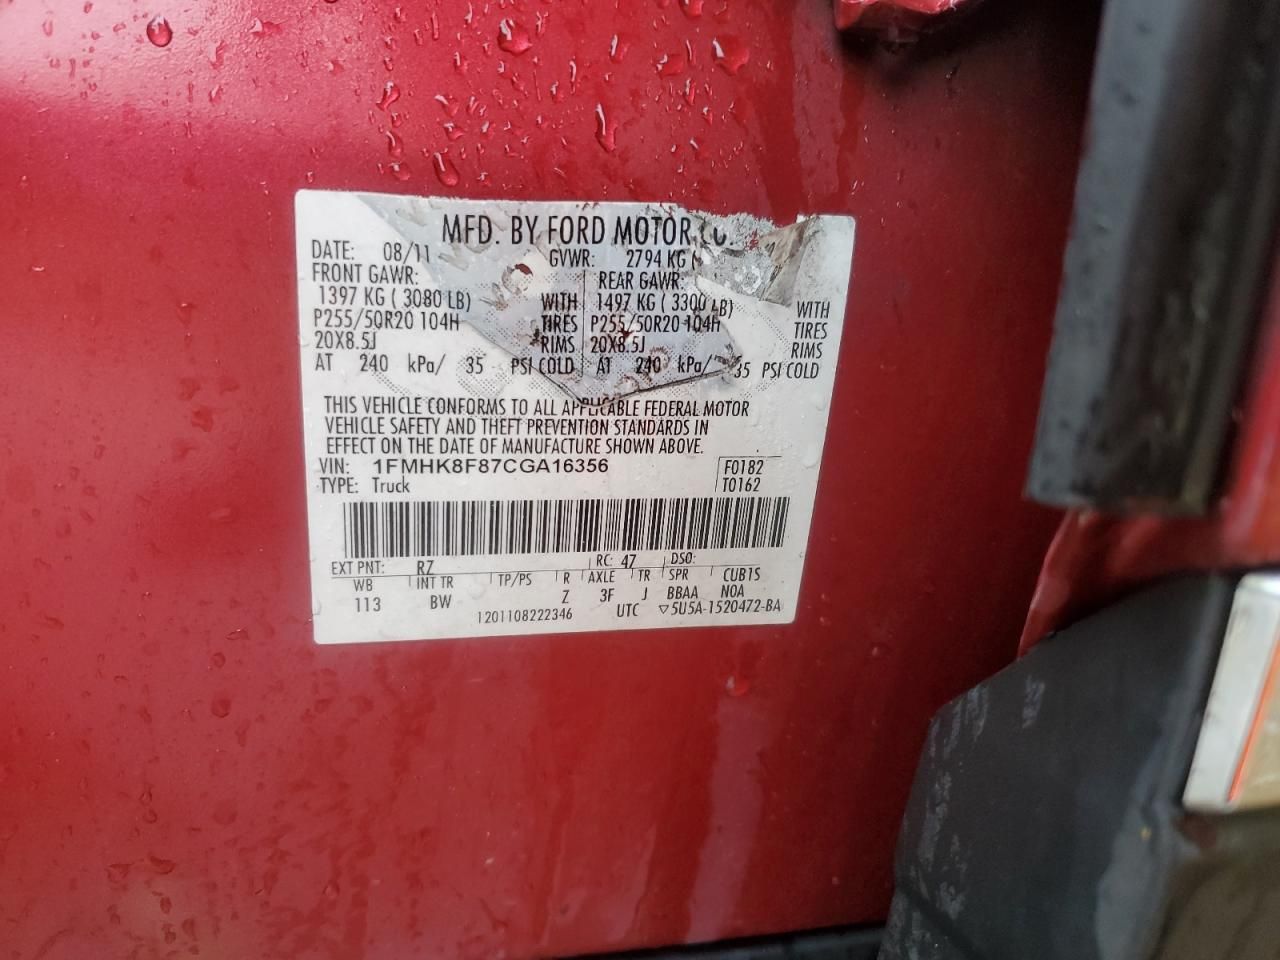 MFD. BY FORD MOTOR CO.
DATE: 08/11 GVWR: 2794 KG (
FRONT GAWR: REAR GAWR:
1397 KG ( 3080 LB) WITH 1497 KG ( 3300 LB) WITH
P255/50R20 104H TIRES P255/50R20 104H TIRES
20X8.5J RIMS 20X8.5J RIMS
AT 240 kPa/ 35 PSI COLD AT 240 kPa/ 35 PSI COLD
THIS VEHICLE CONFORMS TO ALL APPLICABLE FEDERAL MOTOR
VEHICLE SAFETY AND THEFT PREVENTION STANDARDS IN
EFFECT ON THE DATE OF MANUFACTURE SHOWN ABOVE.
VIN: 1FMHK8F87CGA16356 F0182
TYPE: Truck T0162
EXT PNT: RZ RC: 47 DSO:
WB INT TR TP/PS R AXLE TR SPR CUB1S
113 BW Z 3F J BBAA NOA
1201108222346 UTC ▽5U5A-1520472-BA